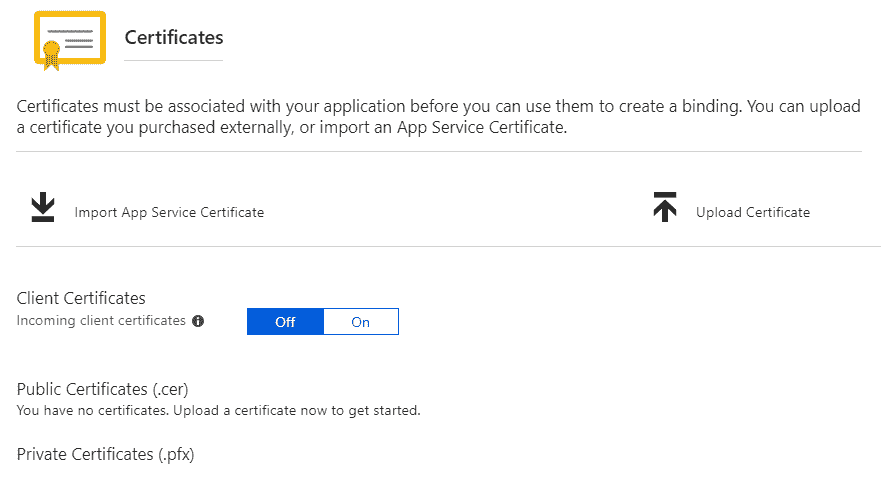 Certificates
Certificates must be associated with your application before you can use them to create a binding. You can upload
a certificate you purchased externally, or import an App Service Certificate.
Import App Service Certificate
Upload Certificate
Client Certificates
Incoming client certificates
Off
On
Public Certificates (.cer)
You have no certificates. Upload a certificate now to get started.
Private Certificates (.pfx)